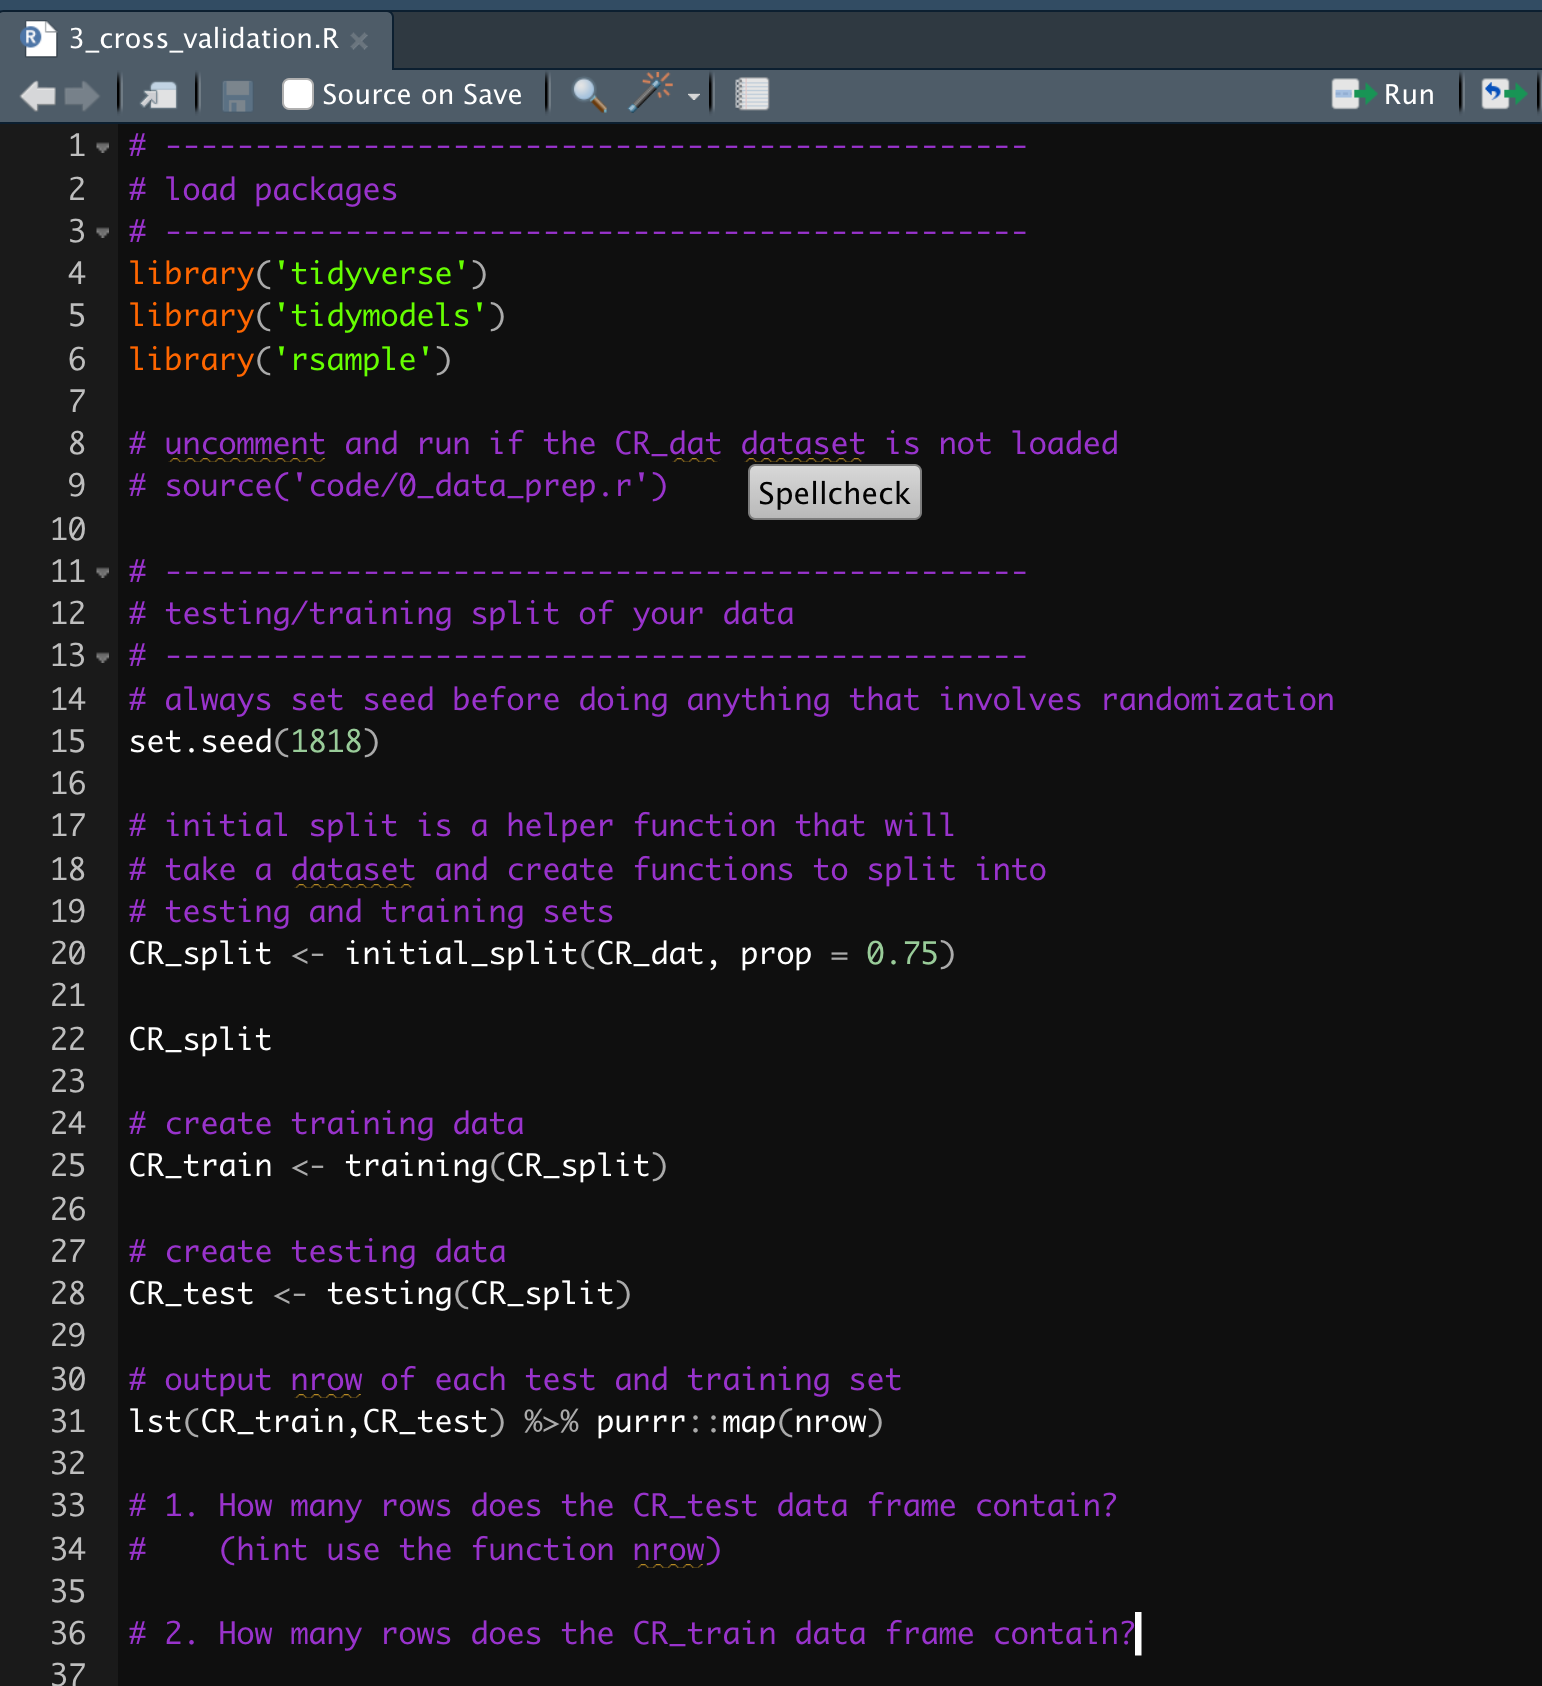 3_cross_validation.R
Source on Save Run
1 # ------------------------------------------------
2 # load packages
3 # ------------------------------------------------
4 library('tidyverse')
5 library('tidymodels')
6 library('rsample')
7
8 # uncomment and run if the CR_dat dataset is not loaded
9 # source('code/0_data_prep.r')
Spellcheck
10
11 # ------------------------------------------------
12 # testing/training split of your data
13 # ------------------------------------------------
14 # always set seed before doing anything that involves randomization
15 set.seed(1818)
16
17 # initial split is a helper function that will
18 # take a dataset and create functions to split into
19 # testing and training sets
20 CR_split <- initial_split(CR_dat, prop = 0.75)
21
22 CR_split
23
24 # create training data
25 CR_train <- training(CR_split)
26
27 # create testing data
28 CR_test <- testing(CR_split)
29
30 # output nrow of each test and training set
31 lst(CR_train,CR_test) %>% purrr::map(nrow)
32
33 # 1. How many rows does the CR_test data frame contain?
34 #    (hint use the function nrow)
35
36 # 2. How many rows does the CR_train data frame contain?
37